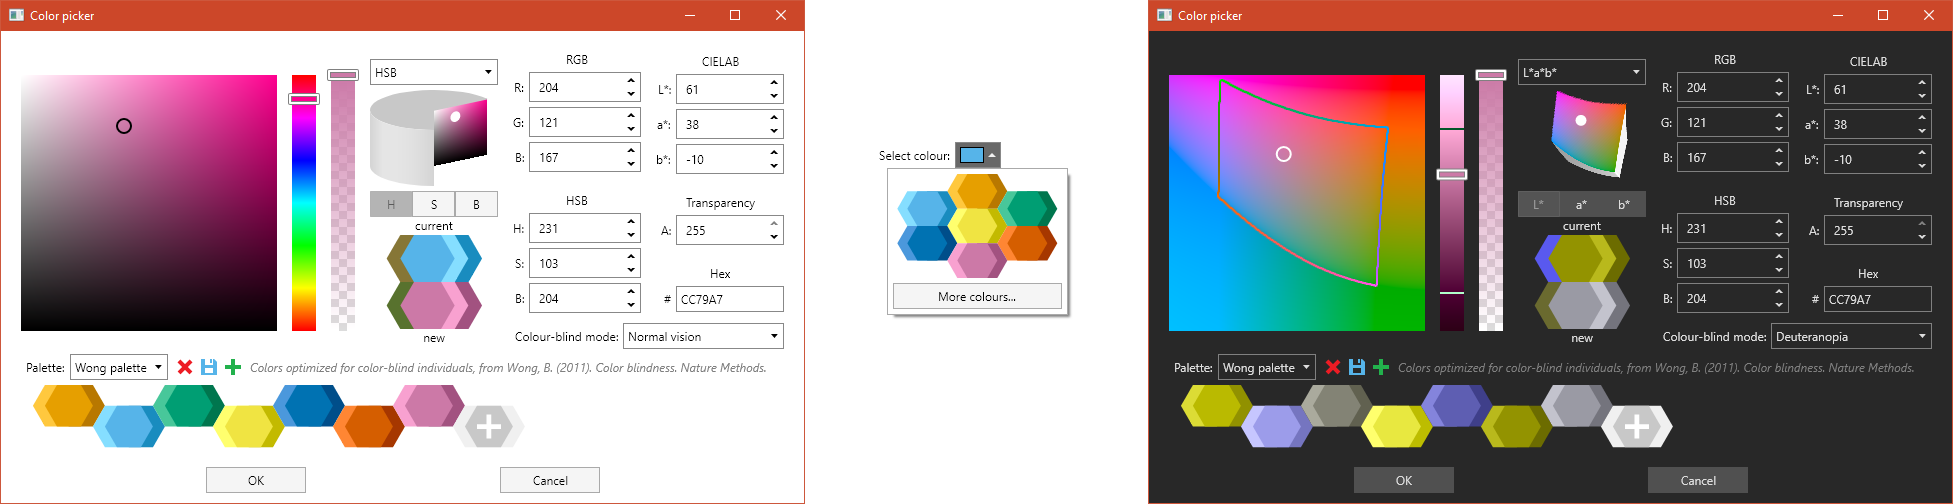 Color picker
HSB
RGB
R: 204
G: 121
B: 167
CIELAB
L*: 61
a*: 38
b*: -10
H S B
current
new
HSB
H: 231
S: 103
B: 204
Transparency
A: 255
Hex
# CC79A7
Colour-blind mode: Normal vision
Palette: Wong palette Colors optimized for color-blind individuals, from Wong, B. (2011). Color blindness. Nature Methods.
OK Cancel
Select colour:
More colours...
Color picker
L*a*b*
RGB
R: 204
G: 121
B: 167
CIELAB
L*: 61
a*: 38
b*: -10
L* a* b*
current
new
HSB
H: 231
S: 103
B: 204
Transparency
A: 255
Hex
# CC79A7
Colour-blind mode: Deuteranopia
Palette: Wong palette Colors optimized for color-blind individuals, from Wong, B. (2011). Color blindness. Nature Methods.
OK Cancel